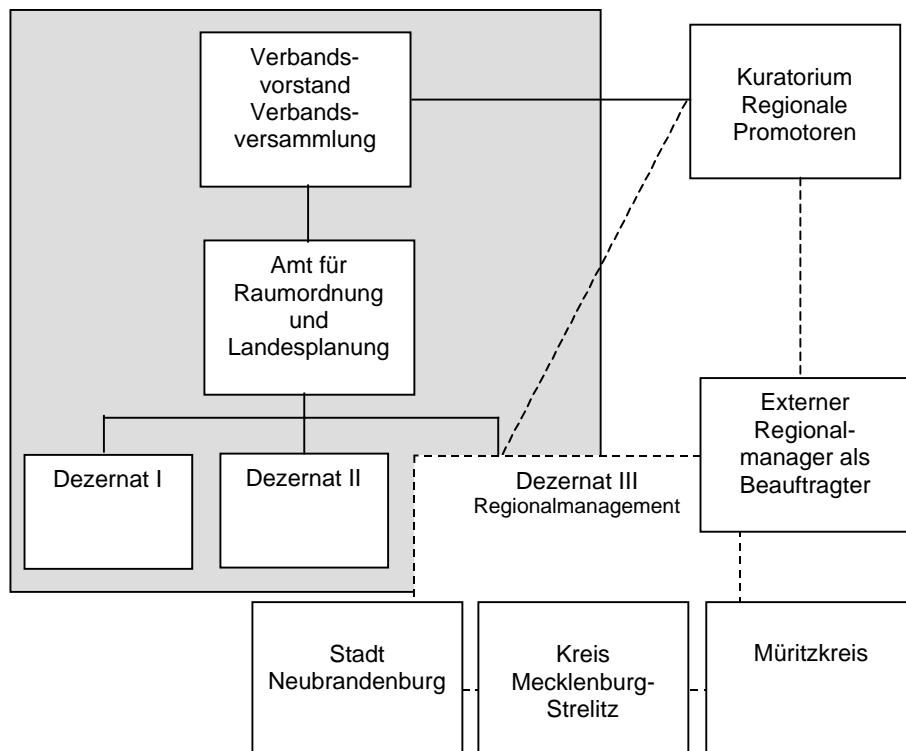 Verbands-
vorstand
Verbands-
versammlung
Kuratorium
Regionale
Promotoren
Amt für
Raumordnung
und
Landesplanung
Externer
Regional-
manager als
Beauftragter
Dezernat I
Dezernat II
Dezernat III
Regionalmanagement
Stadt
Neubrandenburg
Kreis
Mecklenburg-
Strelitz
Müritzkreis